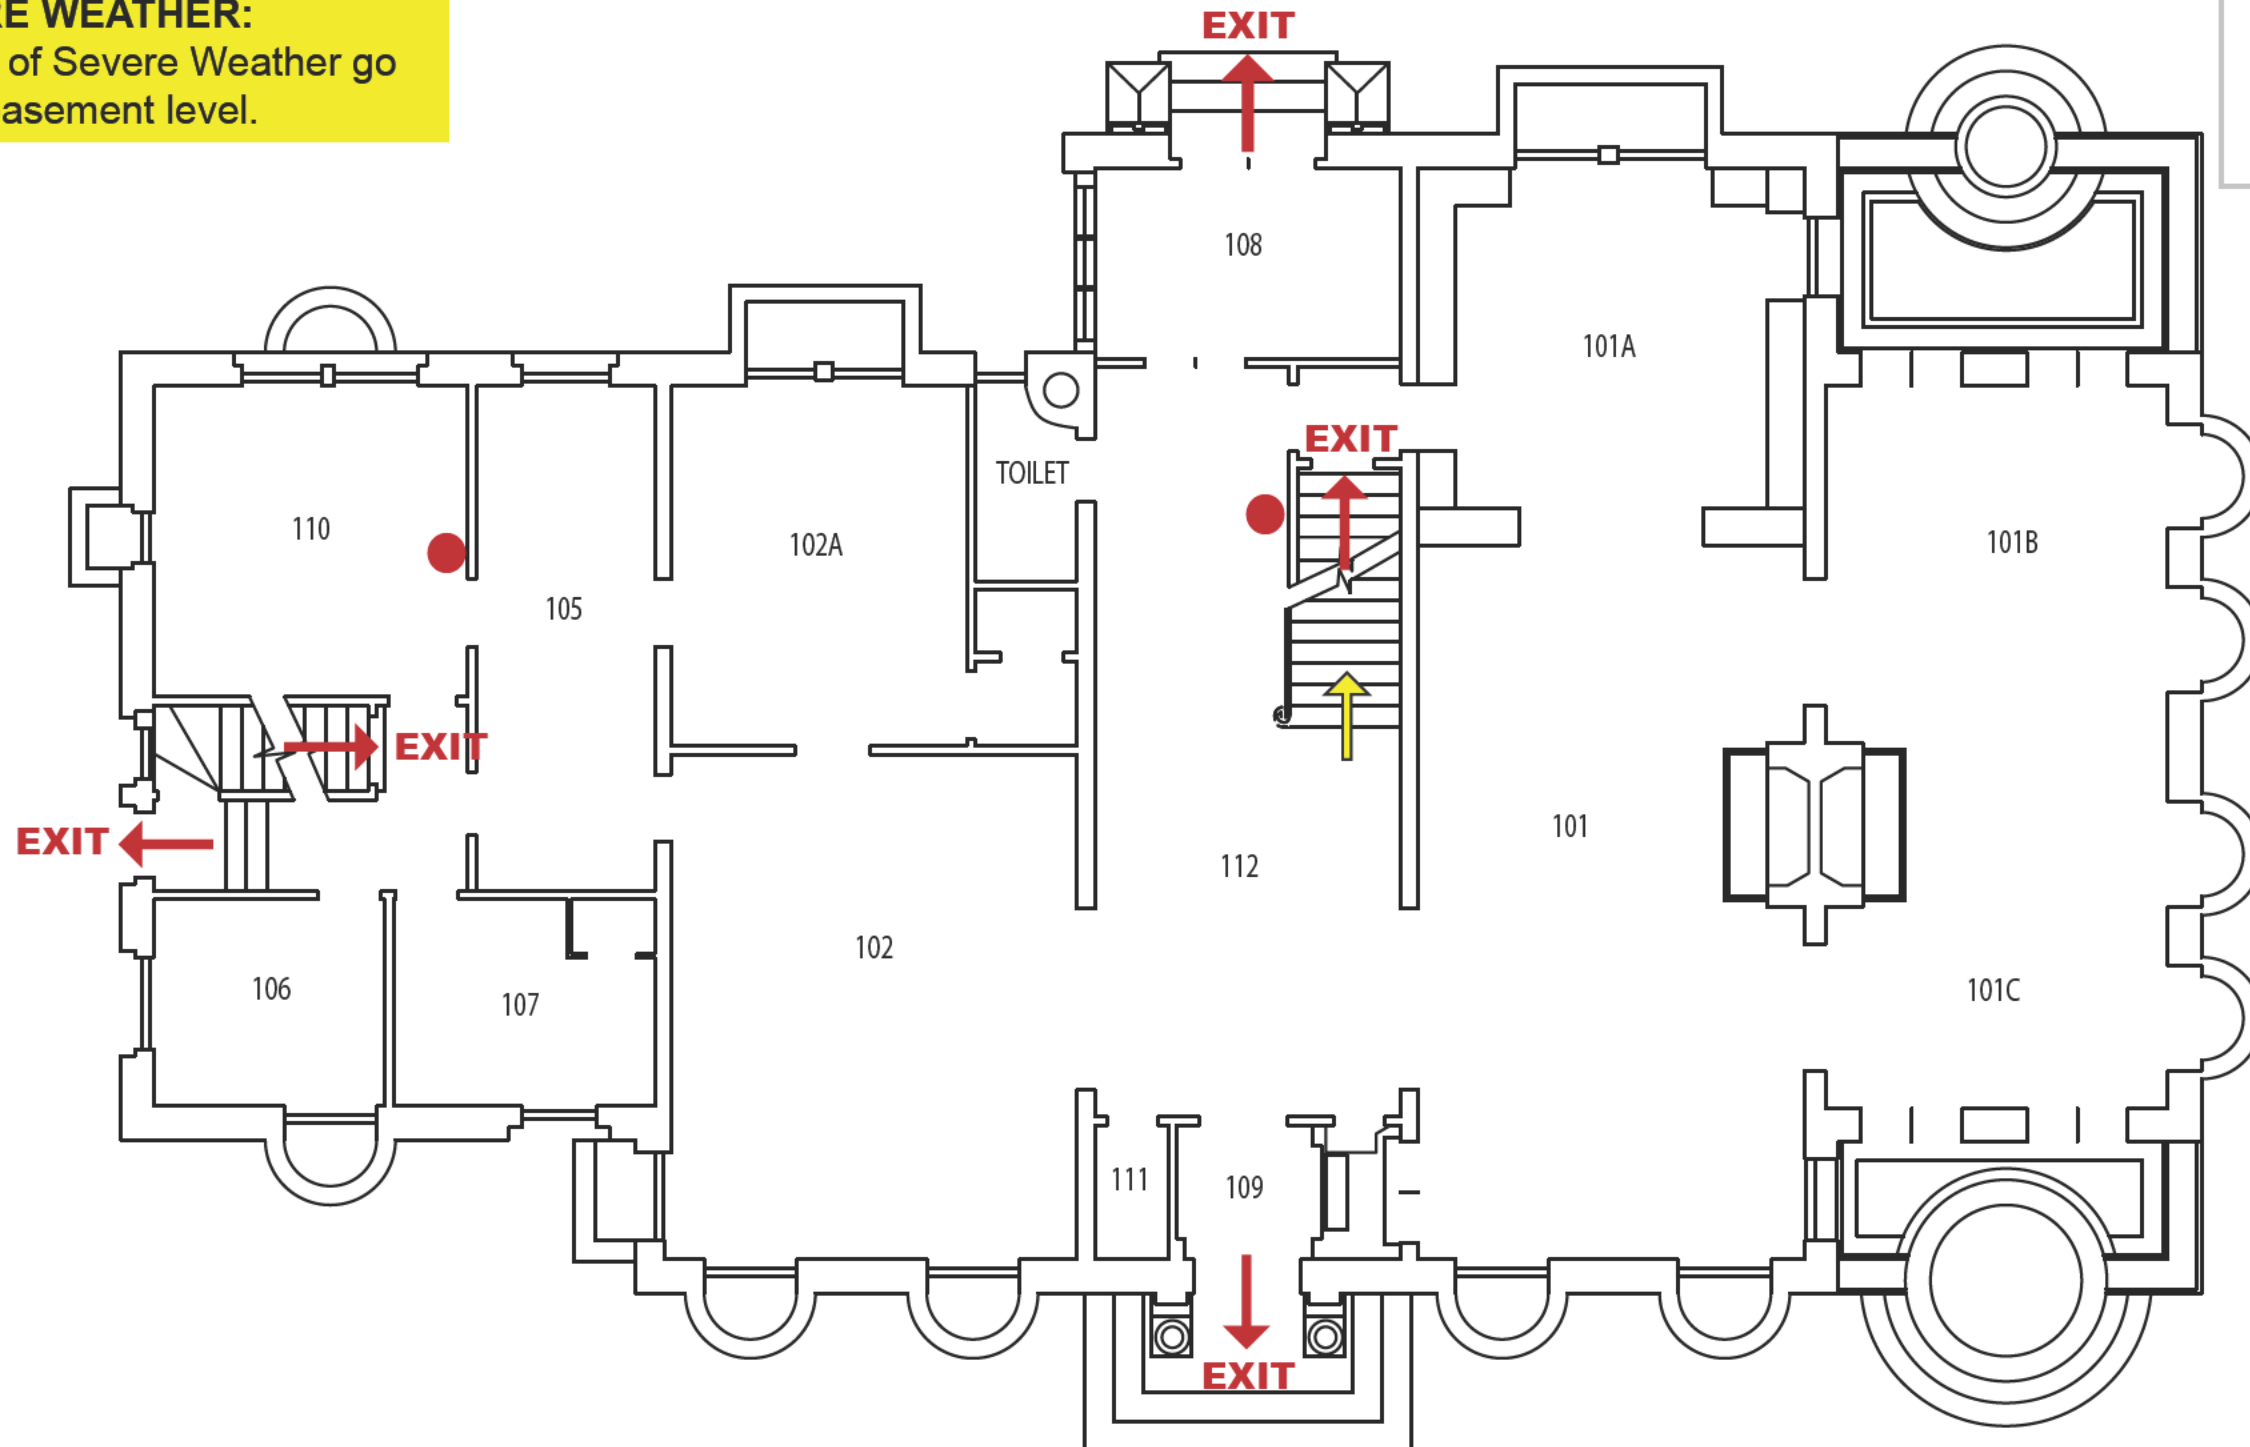 RE WEATHER:
of Severe Weather go
asement level.
EXIT
108
101A
EXIT
TOILET
110
102A
101B
105
EXIT
101
EXIT
112
102
106
101C
107
111
109
EXIT